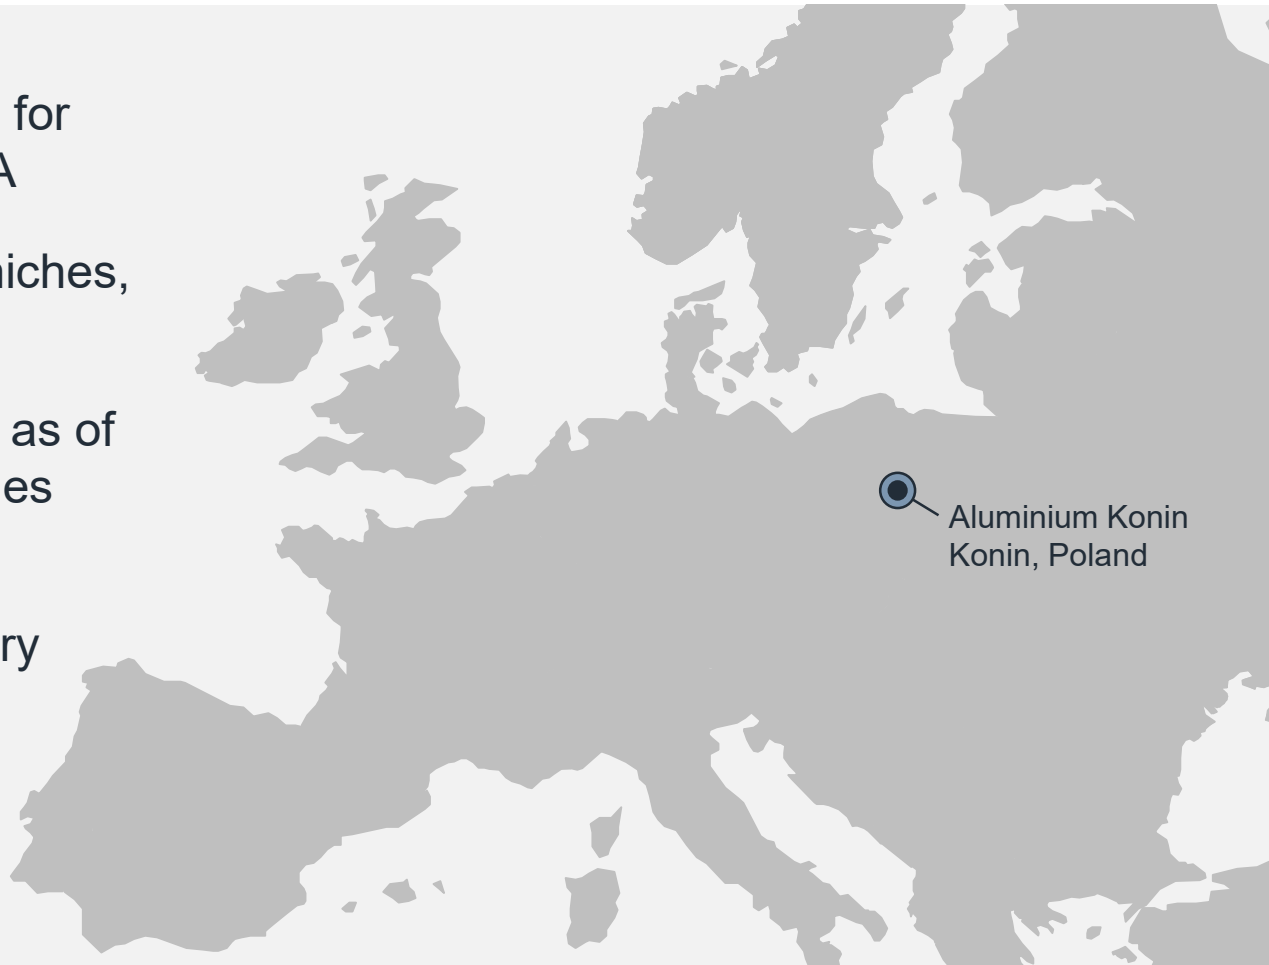 for
A
niches,
as of
es
ry
Aluminium Konin
Konin, Poland